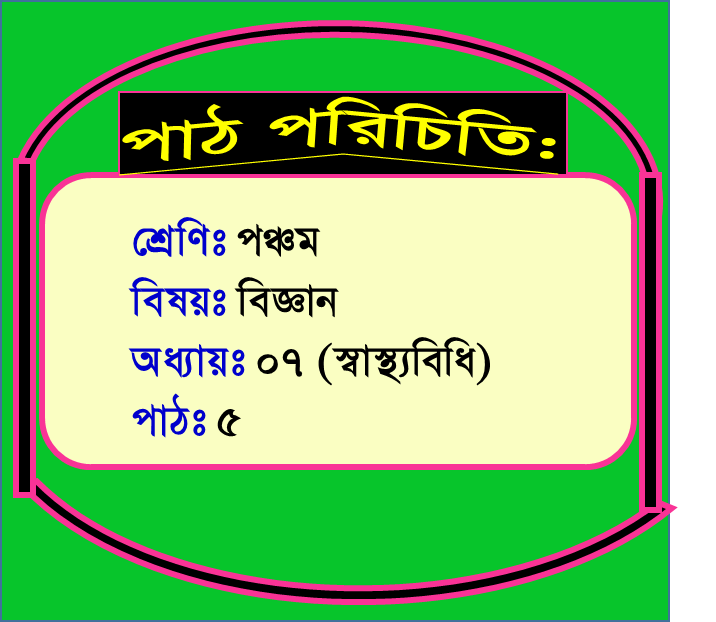 পাঠ পরিচিতি:
শ্রেণিঃ পঞ্চম
বিষয়ঃ বিজ্ঞান
অধ্যায়ঃ ০৭ (স্বাস্থ্যবিধি)
পাঠঃ ৫